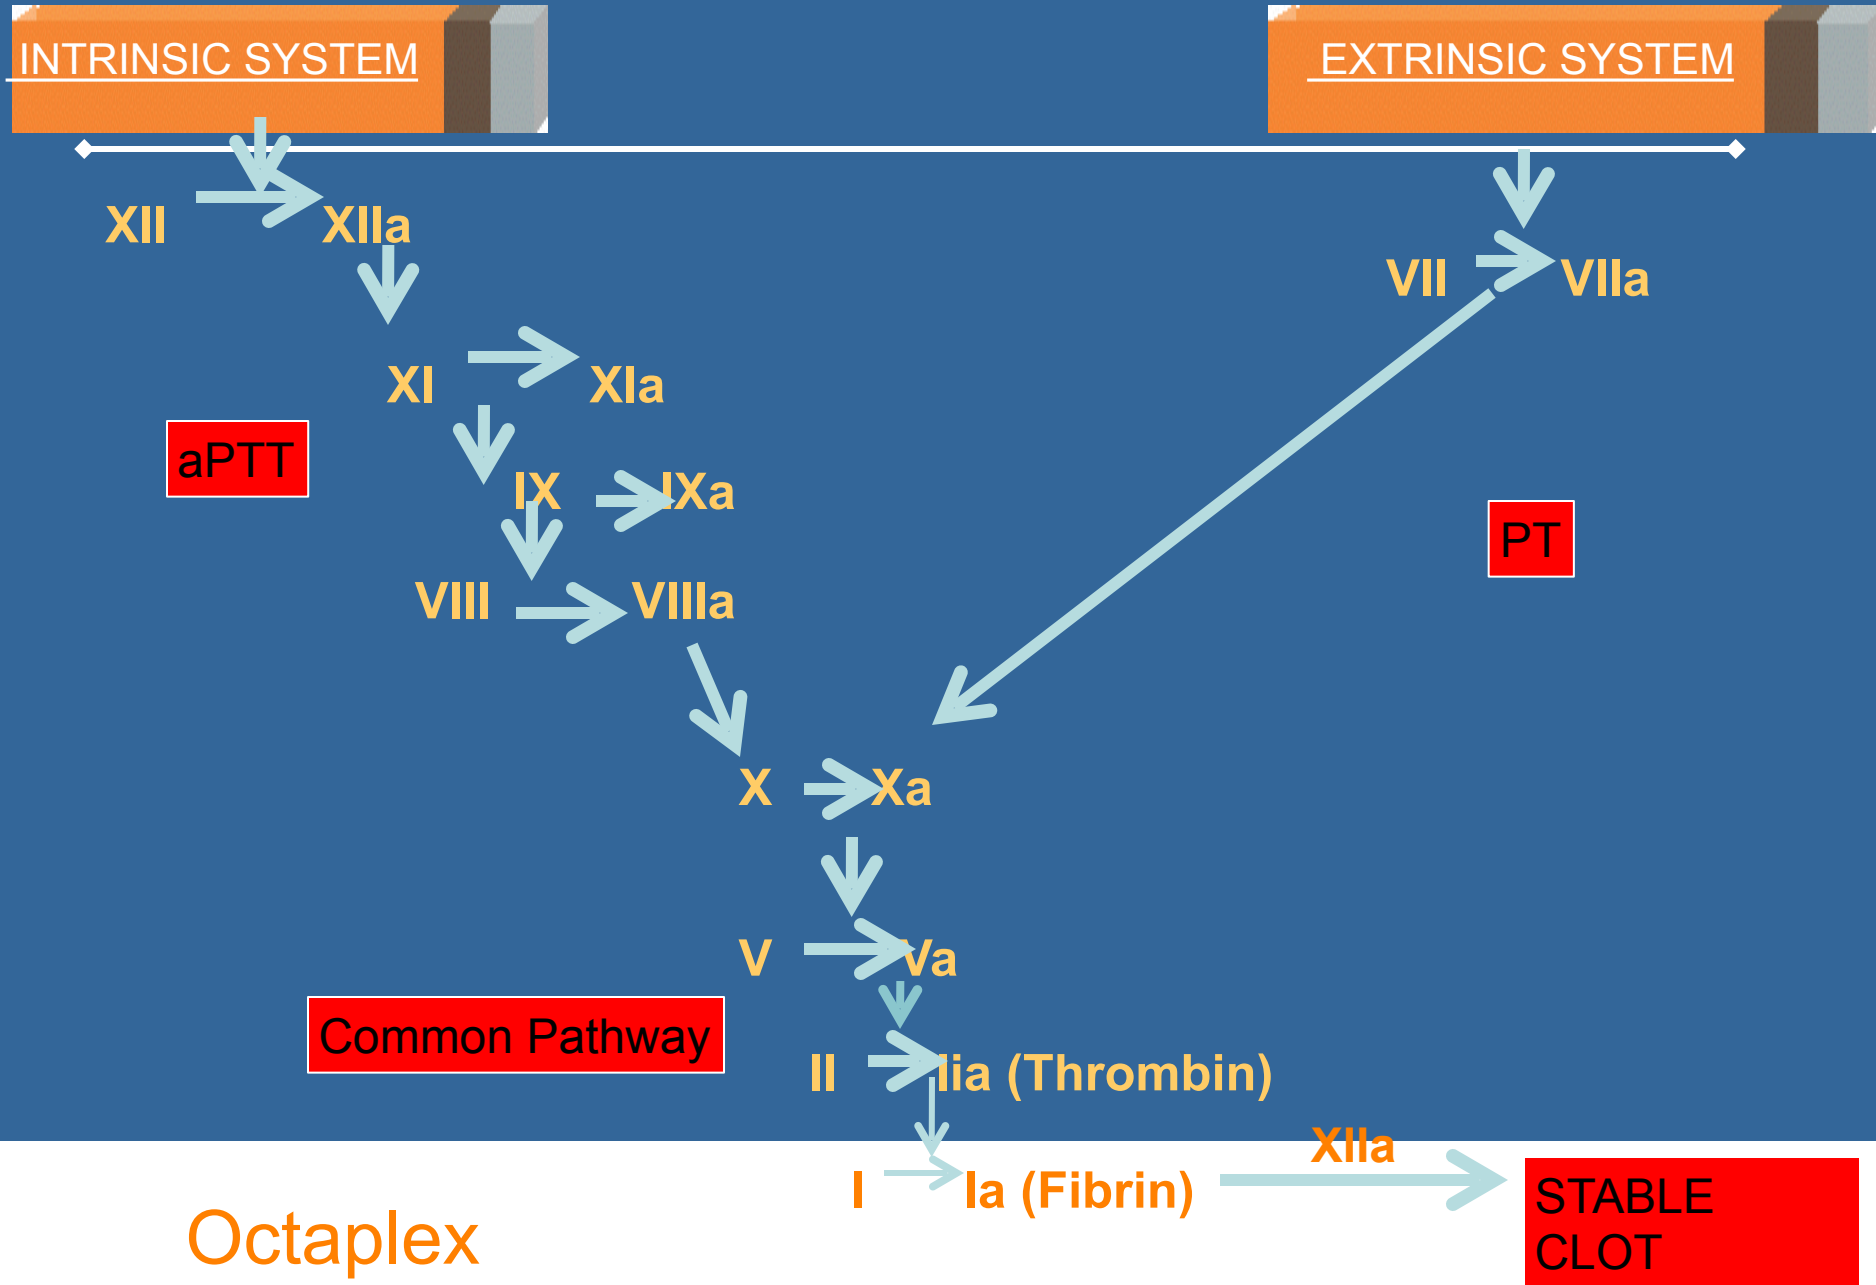 INTRINSIC SYSTEM
EXTRINSIC SYSTEM
XII XIIa
VII VIIa
XI XIa
aPTT
IX IXa
PT
VIII VIIIa
X Xa
V Va
Common Pathway
II Iia (Thrombin)
XIIa
I Ia (Fibrin)
STABLE
CLOT
Octaplex